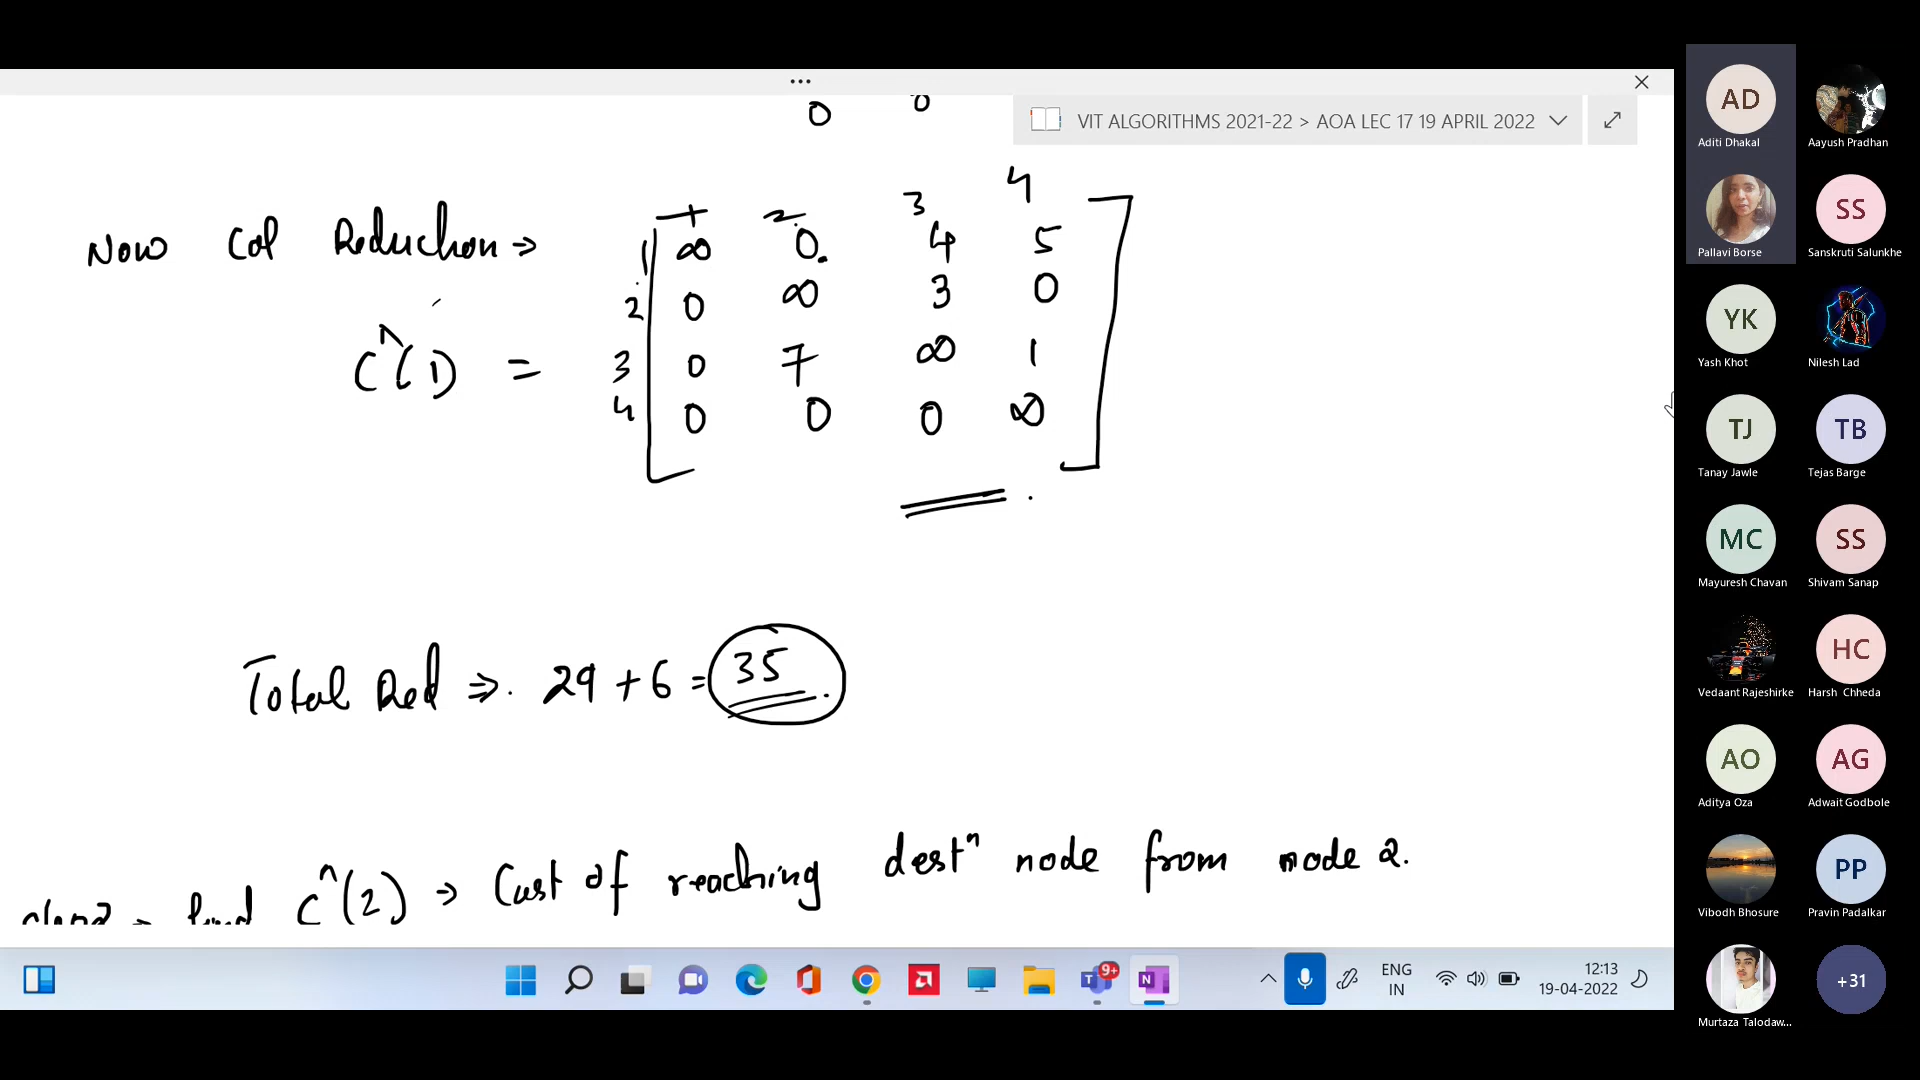 0 0
VIT ALGORITHMS 2021-22 > AOA LEC 17 19 APRIL 2022
Now Col Reduction ⇒
1 2 3 4
1 ∞ 0. 4 5
2 0 ∞ 3 0
3 0 7 ∞ 1
4 0 0 0 ∞
C^(1) =
Total Red ⇒. 29 + 6 = 35
find C^(2) ⇒ Cost of reaching destⁿ node from node 2.
AD
Aditi Dhakal
Aayush Pradhan
Pallavi Borse
SS
Sanskruti Salunkhe
YK
Yash Khot
Nilesh Lad
TJ
Tanay Jawle
TB
Tejas Barge
MC
Mayuresh Chavan
SS
Shivam Sanap
Vedaant Rajeshirke
HC
Harsh Chheda
AO
Aditya Oza
AG
Adwait Godbole
Vibodh Bhosure
PP
Pravin Padalkar
Murtaza Talodaw...
+31
9+
ENG
IN
12:13
19-04-2022